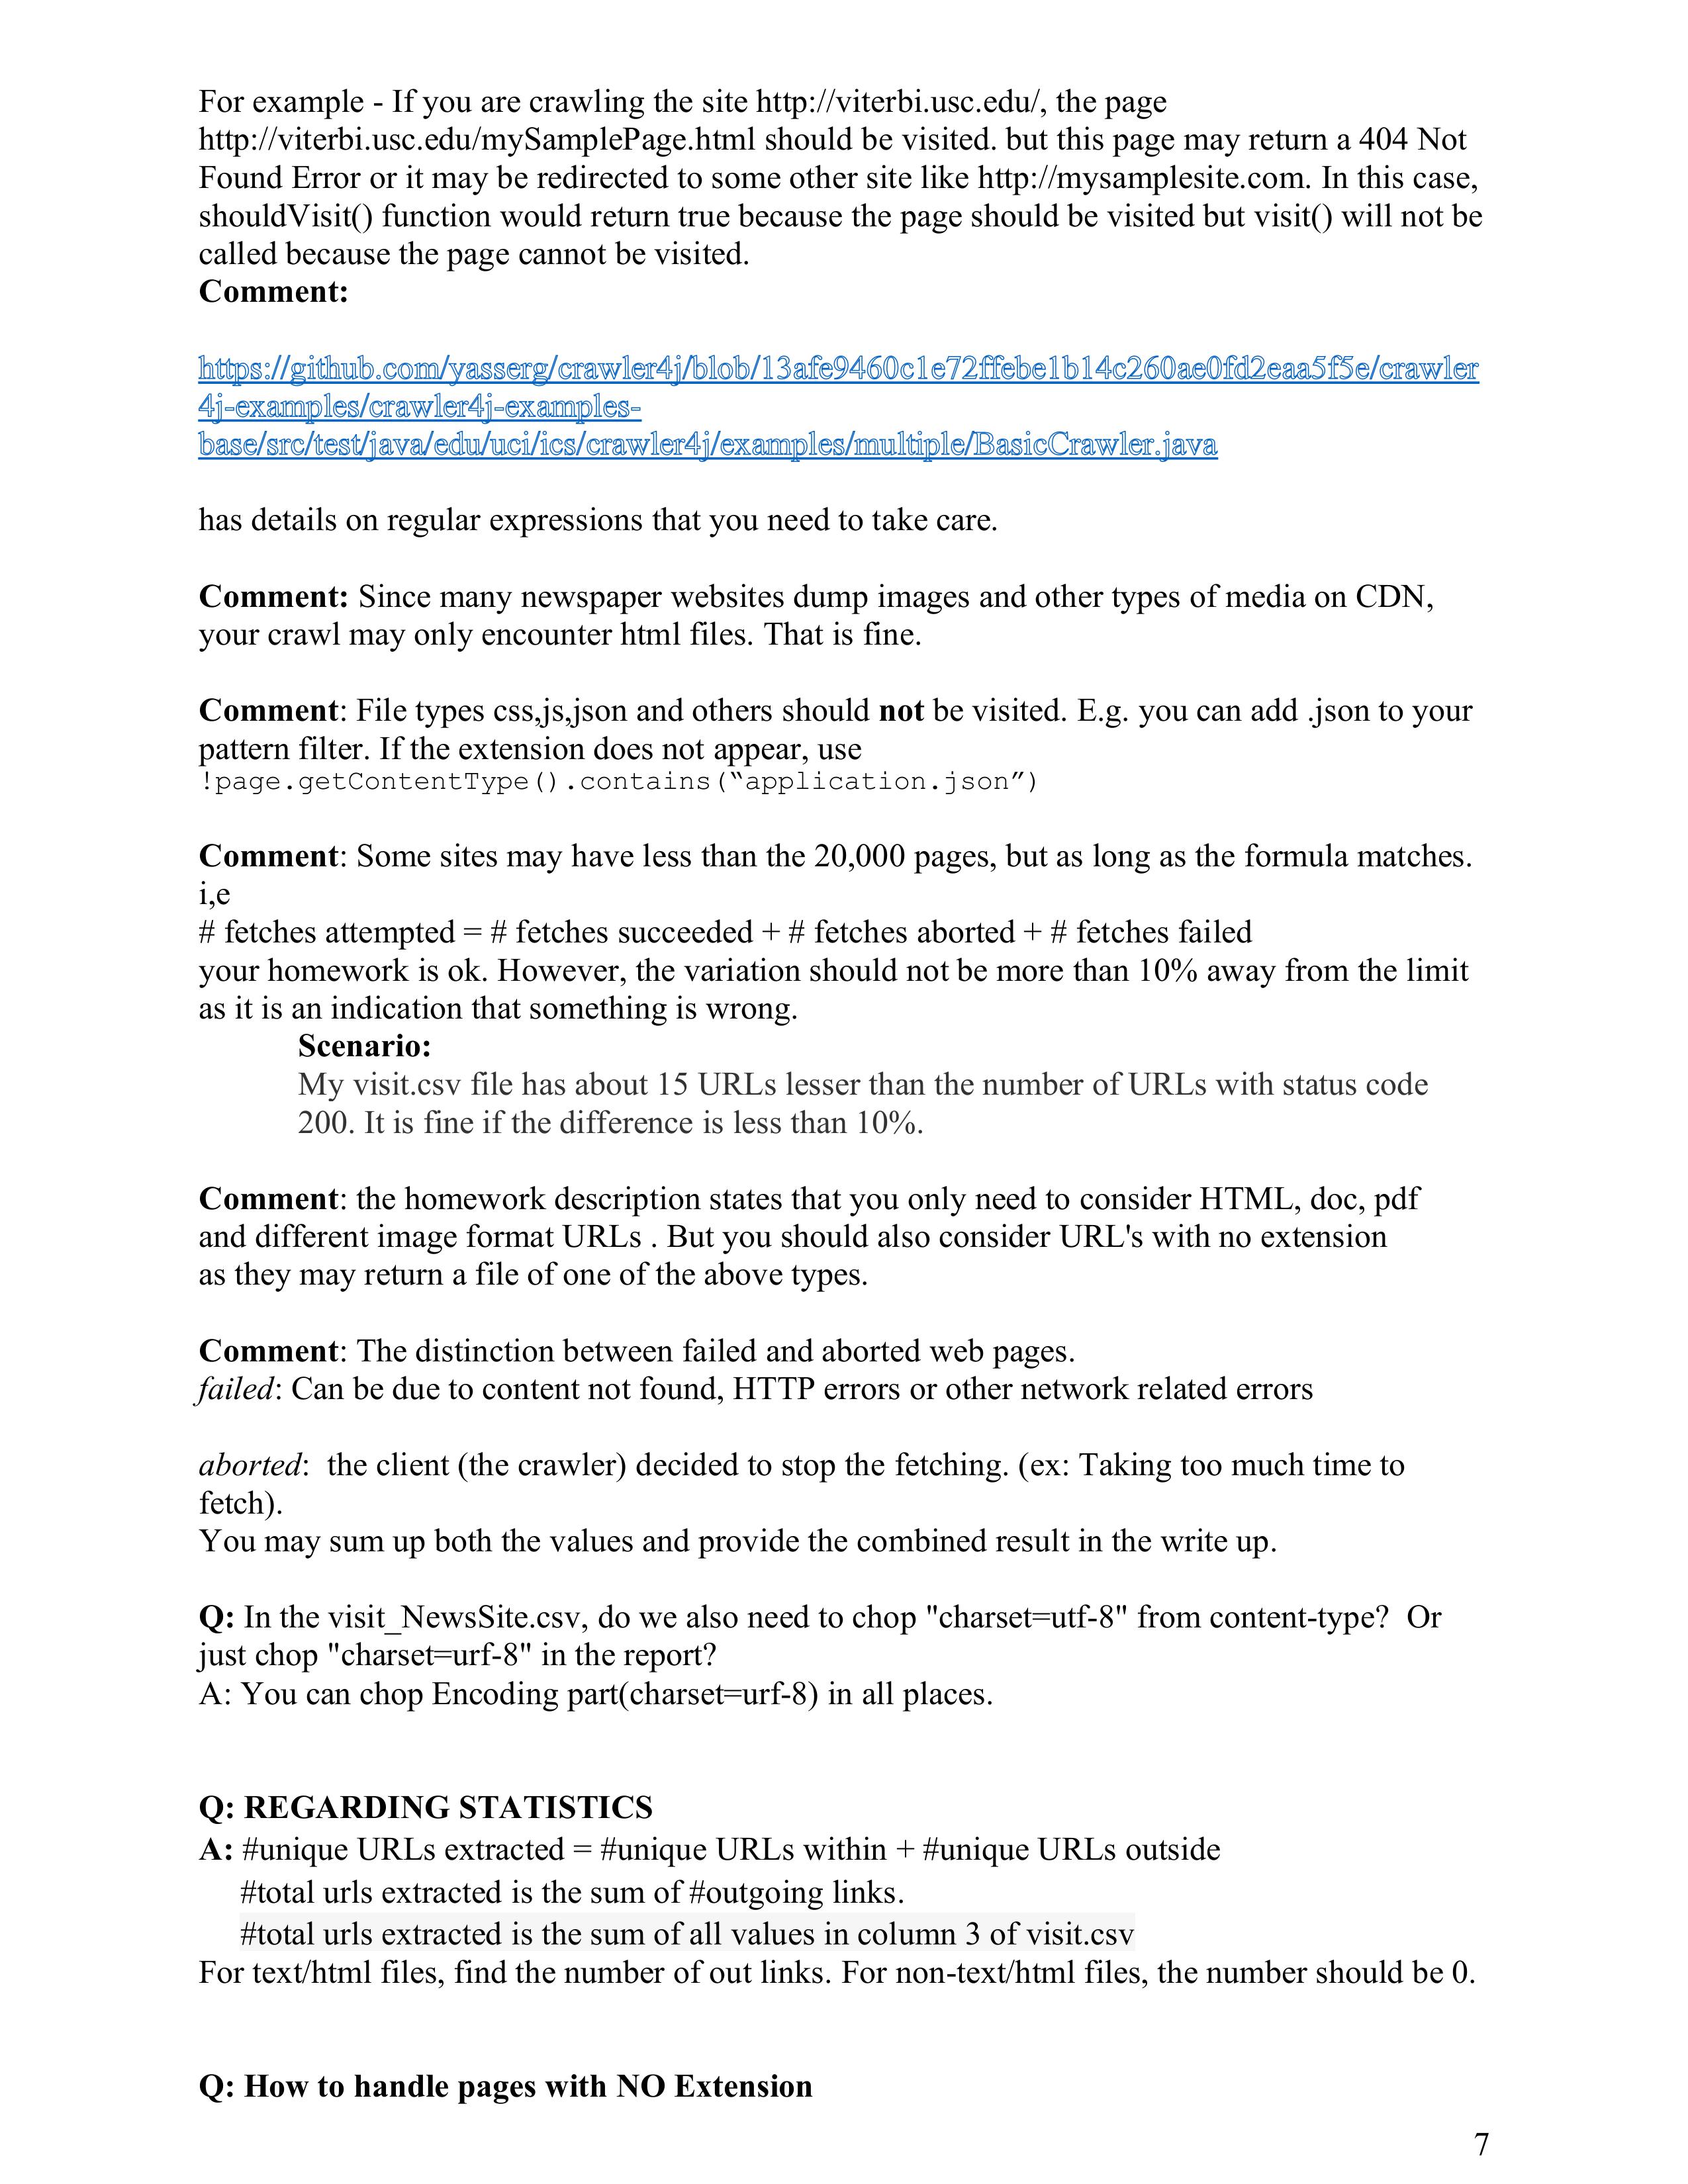 For example - If you are crawling the site http://viterbi.usc.edu/, the page
http://viterbi.usc.edu/mySamplePage.html should be visited. but this page may return a 404 Not
Found Error or it may be redirected to some other site like http://mysamplesite.com. In this case,
shouldVisit() function would return true because the page should be visited but visit() will not be
called because the page cannot be visited.
Comment:
https://github.com/yasserg/crawler4j/blob/13afe9460c1e72ffebe1b14c260ae0fd2eaa5f5e/crawler
4j-examples/crawler4j-examples-
base/src/test/java/edu/uci/ics/crawler4j/examples/multiple/BasicCrawler.java
has details on regular expressions that you need to take care.
Comment: Since many newspaper websites dump images and other types of media on CDN,
your crawl may only encounter html files. That is fine.
Comment: File types css,js,json and others should not be visited. E.g. you can add .json to your
pattern filter. If the extension does not appear, use
!page.getContentType().contains(“application.json”)
Comment: Some sites may have less than the 20,000 pages, but as long as the formula matches.
i,e
# fetches attempted = # fetches succeeded + # fetches aborted + # fetches failed
your homework is ok. However, the variation should not be more than 10% away from the limit
as it is an indication that something is wrong.
Scenario:
My visit.csv file has about 15 URLs lesser than the number of URLs with status code
200. It is fine if the difference is less than 10%.
Comment: the homework description states that you only need to consider HTML, doc, pdf
and different image format URLs . But you should also consider URL's with no extension
as they may return a file of one of the above types.
Comment: The distinction between failed and aborted web pages.
failed: Can be due to content not found, HTTP errors or other network related errors
aborted:  the client (the crawler) decided to stop the fetching. (ex: Taking too much time to
fetch).
You may sum up both the values and provide the combined result in the write up.
Q: In the visit_NewsSite.csv, do we also need to chop "charset=utf-8" from content-type?  Or
just chop "charset=urf-8" in the report?
A: You can chop Encoding part(charset=urf-8) in all places.
Q: REGARDING STATISTICS
A: #unique URLs extracted = #unique URLs within + #unique URLs outside
#total urls extracted is the sum of #outgoing links.
#total urls extracted is the sum of all values in column 3 of visit.csv
For text/html files, find the number of out links. For non-text/html files, the number should be 0.
Q: How to handle pages with NO Extension
7